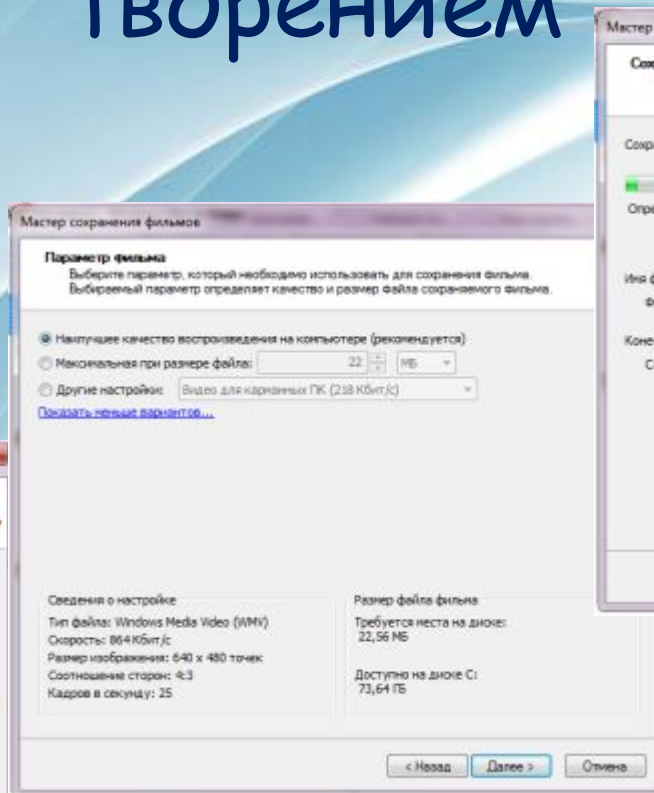 творением
Мастер сохранения фильмов
Параметр фильма
Выберите параметр, который необходимо использовать для сохранения фильма.
Выбираемый параметр определяет качество и размер файла сохраняемого фильма.
Наилучшее качество воспроизведения на компьютере (рекомендуется)
Максимальная при размере файла: 22 МБ
Другие настройки: Видео для карманных ПК (218 Кбит/с)
Показать меньше вариантов...
Сведения о настройке
Тип файла: Windows Media Video (WMV)
Скорость: 864 Кбит/с
Размер изображения: 640 x 480 точек
Соотношение сторон: 4:3
Кадров в секунду: 25
Размер файла фильма
Требуется места на диске:
22,56 МБ
Доступно на диске C:
73,64 ГБ
< Назад Далее > Отмена
Мастер